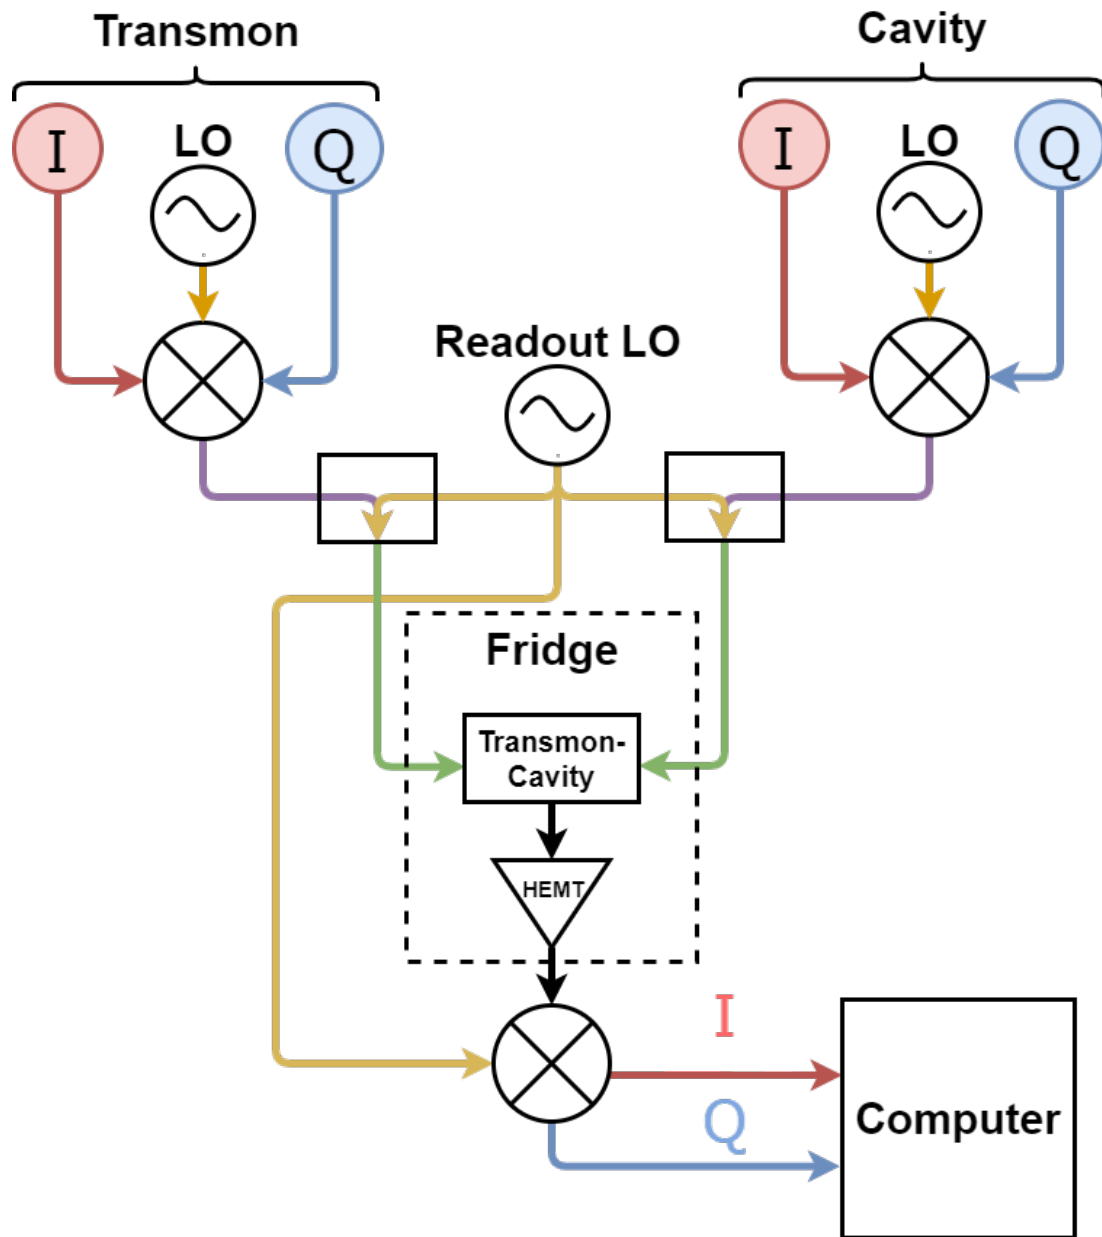 Transmon
Cavity
I
LO
Q
I
LO
Q
Readout LO
Fridge
Transmon-
Cavity
HEMT
I
Q
Computer